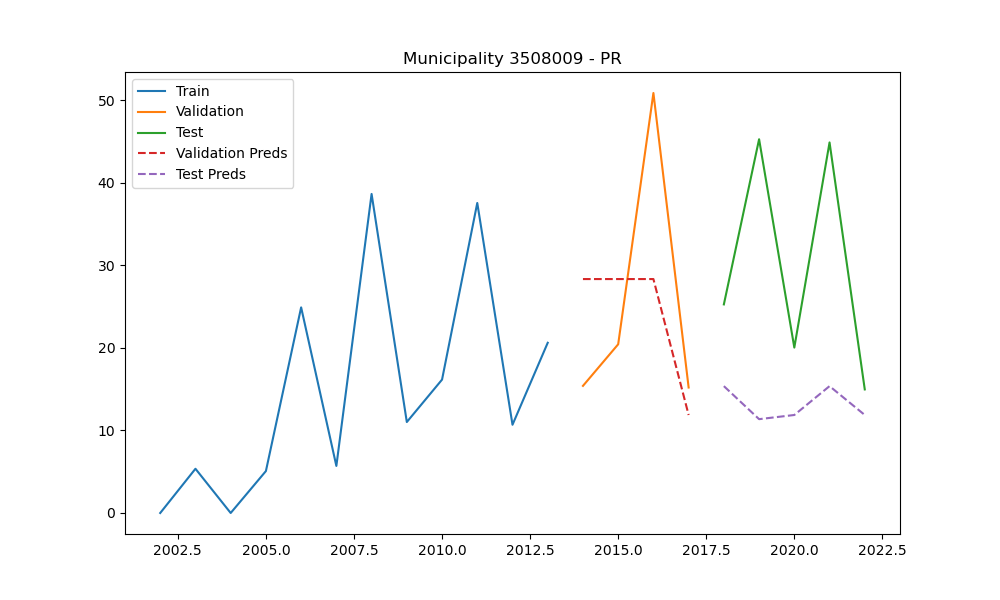 Municipality 3508009 - PR
Train
Validation
Test
Validation Preds
Test Preds
50
40
30
20
10
0
2002.5 2005.0 2007.5 2010.0 2012.5 2015.0 2017.5 2020.0 2022.5